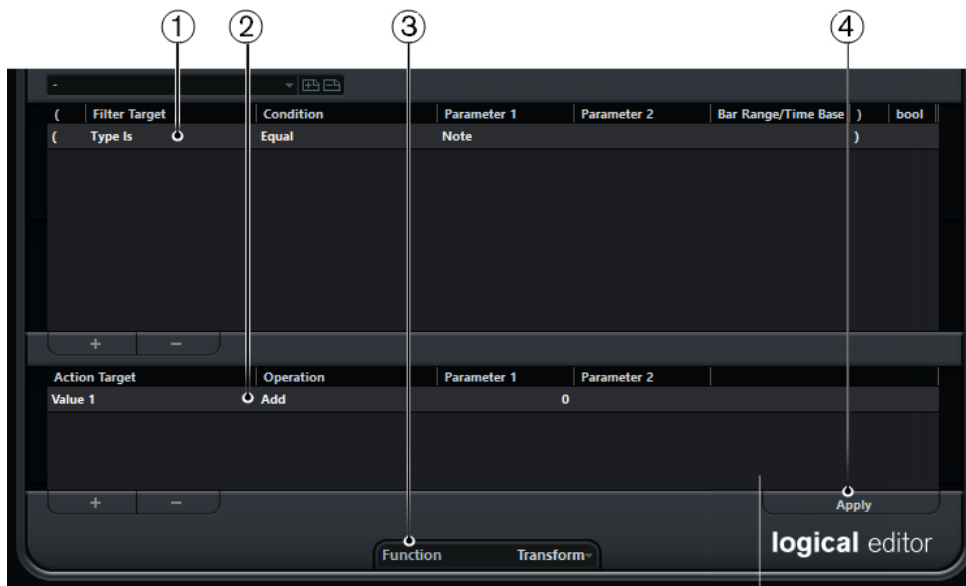 ① ② ③ ④
-
( Filter Target Condition Parameter 1 Parameter 2 Bar Range/Time Base ) bool
( Type Is Equal Note )
+ −
Action Target Operation Parameter 1 Parameter 2
Value 1 Add 0
+ −
Apply
Function Transform
logical editor